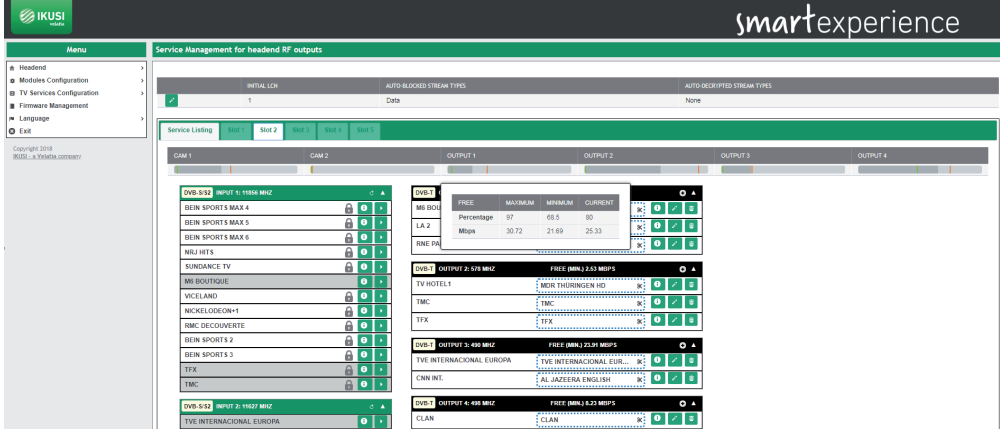 IKUSI
velatia
smartexperience
Menu
Service Management for headend RF outputs
Headend
Modules Configuration
TV Services Configuration
Firmware Management
Language
Exit
Copyright 2018
IKUSI - a Velatia company
INITIAL LCN AUTO-BLOCKED STREAM TYPES AUTO-DECRYPTED STREAM TYPES
1 Data None
Service Listing Slot 1 Slot 2 Slot 3 Slot 4 Slot 5
CAM 1 CAM 2 OUTPUT 1 OUTPUT 2 OUTPUT 3 OUTPUT 4
DVB-S/S2 INPUT 1: 11856 MHZ
BEIN SPORTS MAX 4
BEIN SPORTS MAX 5
BEIN SPORTS MAX 6
NRJ HITS
SUNDANCE TV
M6 BOUTIQUE
VICELAND
NICKELODEON+1
RMC DECOUVERTE
BEIN SPORTS 2
BEIN SPORTS 3
TFX
TMC
DVB-S/S2 INPUT 2: 11627 MHZ
TVE INTERNACIONAL EUROPA
DVB-T
M6 BOU
LA 2
RNE PA
FREE MAXIMUM MINIMUM CURRENT
Percentage 97 68.5 80
Mbps 30.72 21.69 25.33
DVB-T OUTPUT 2: 578 MHZ FREE (MIN.) 2.53 MBPS
TV HOTEL1 MDR THÜRINGEN HD
TMC TMC
TFX TFX
DVB-T OUTPUT 3: 490 MHZ FREE (MIN.) 23.91 MBPS
TVE INTERNACIONAL EUROPA TVE INTERNACIONAL EUR...
CNN INT. AL JAZEERA ENGLISH
DVB-T OUTPUT 4: 498 MHZ FREE (MIN.) 8.23 MBPS
CLAN CLAN